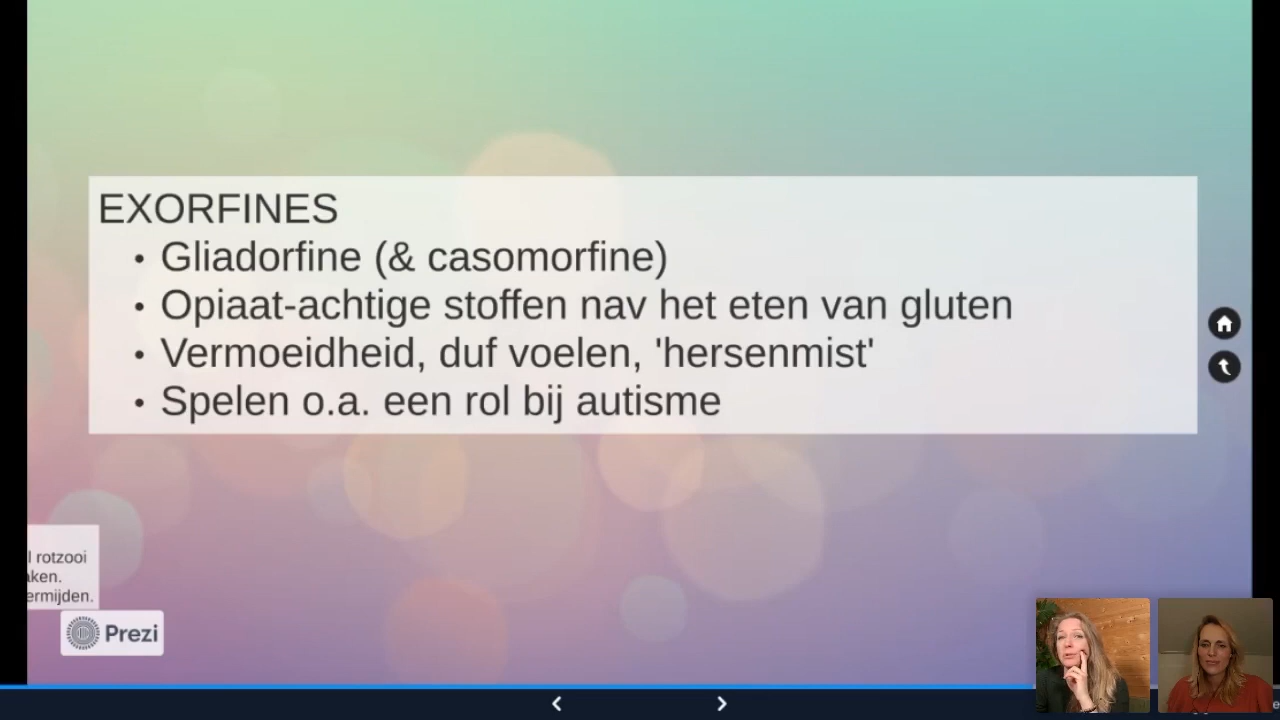 EXORFINES
• Gliadorfine (& casomorfine)
• Opiaat-achtige stoffen nav het eten van gluten
• Vermoeidheid, duf voelen, 'hersenmist'
• Spelen o.a. een rol bij autisme
l rotzooi
aken.
ermijden.
Prezi